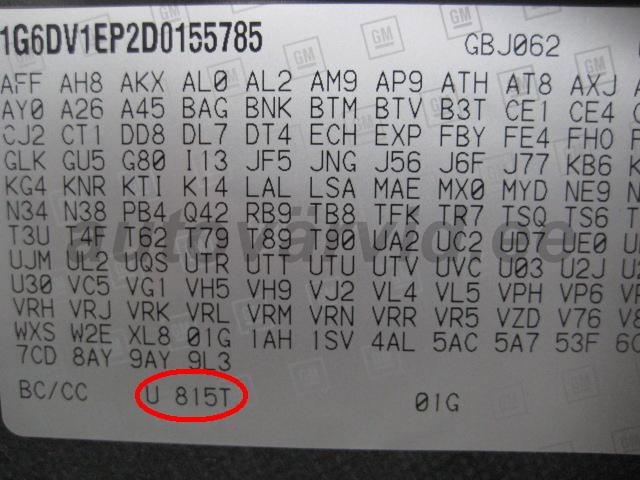 1G6DV1EP2D0155785 GBJ062
AFF AH8 AKX AL0 AL2 AM9 AP9 ATH AT8 AXJ
AY0 A26 A45 BAG BNK BTM BTV B3T CE1 CE4
CJ2 CT1 DD8 DL7 DT4 ECH EXP FBY FE4 FHO
GLK GU5 G80 I13 JF5 JNG J56 J6F J77 KB6
KG4 KNR KTI K14 LAL LSA MAE MX0 MYD NE9
N34 N38 PB4 Q42 RB9 TB8 TFK TR7 TSQ TS6
T3U T4F T62 T79 T89 T90 UA2 UC2 UD7 UE0
UJM UL2 UQS UTR UTT UTU UTV UVC U03 U2J
U30 VC5 VG1 VH5 VH9 VJ2 VL4 VL5 VPH VP6
VRH VRJ VRK VRL VRM VRN VRR VR5 VZD V76
WXS W2E XL8 01G 1AH 1SV 4AL 5AC 5A7 53F
7CD 8AY 9AY 9L3
BC/CC U 815T 01G
autovärvid.ee